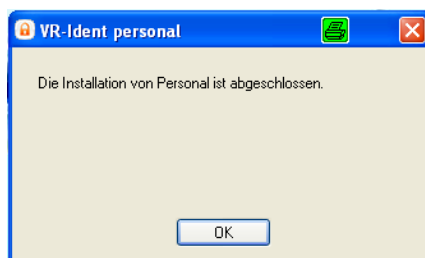 VR-Ident personal
Die Installation von Personal ist abgeschlossen.
OK